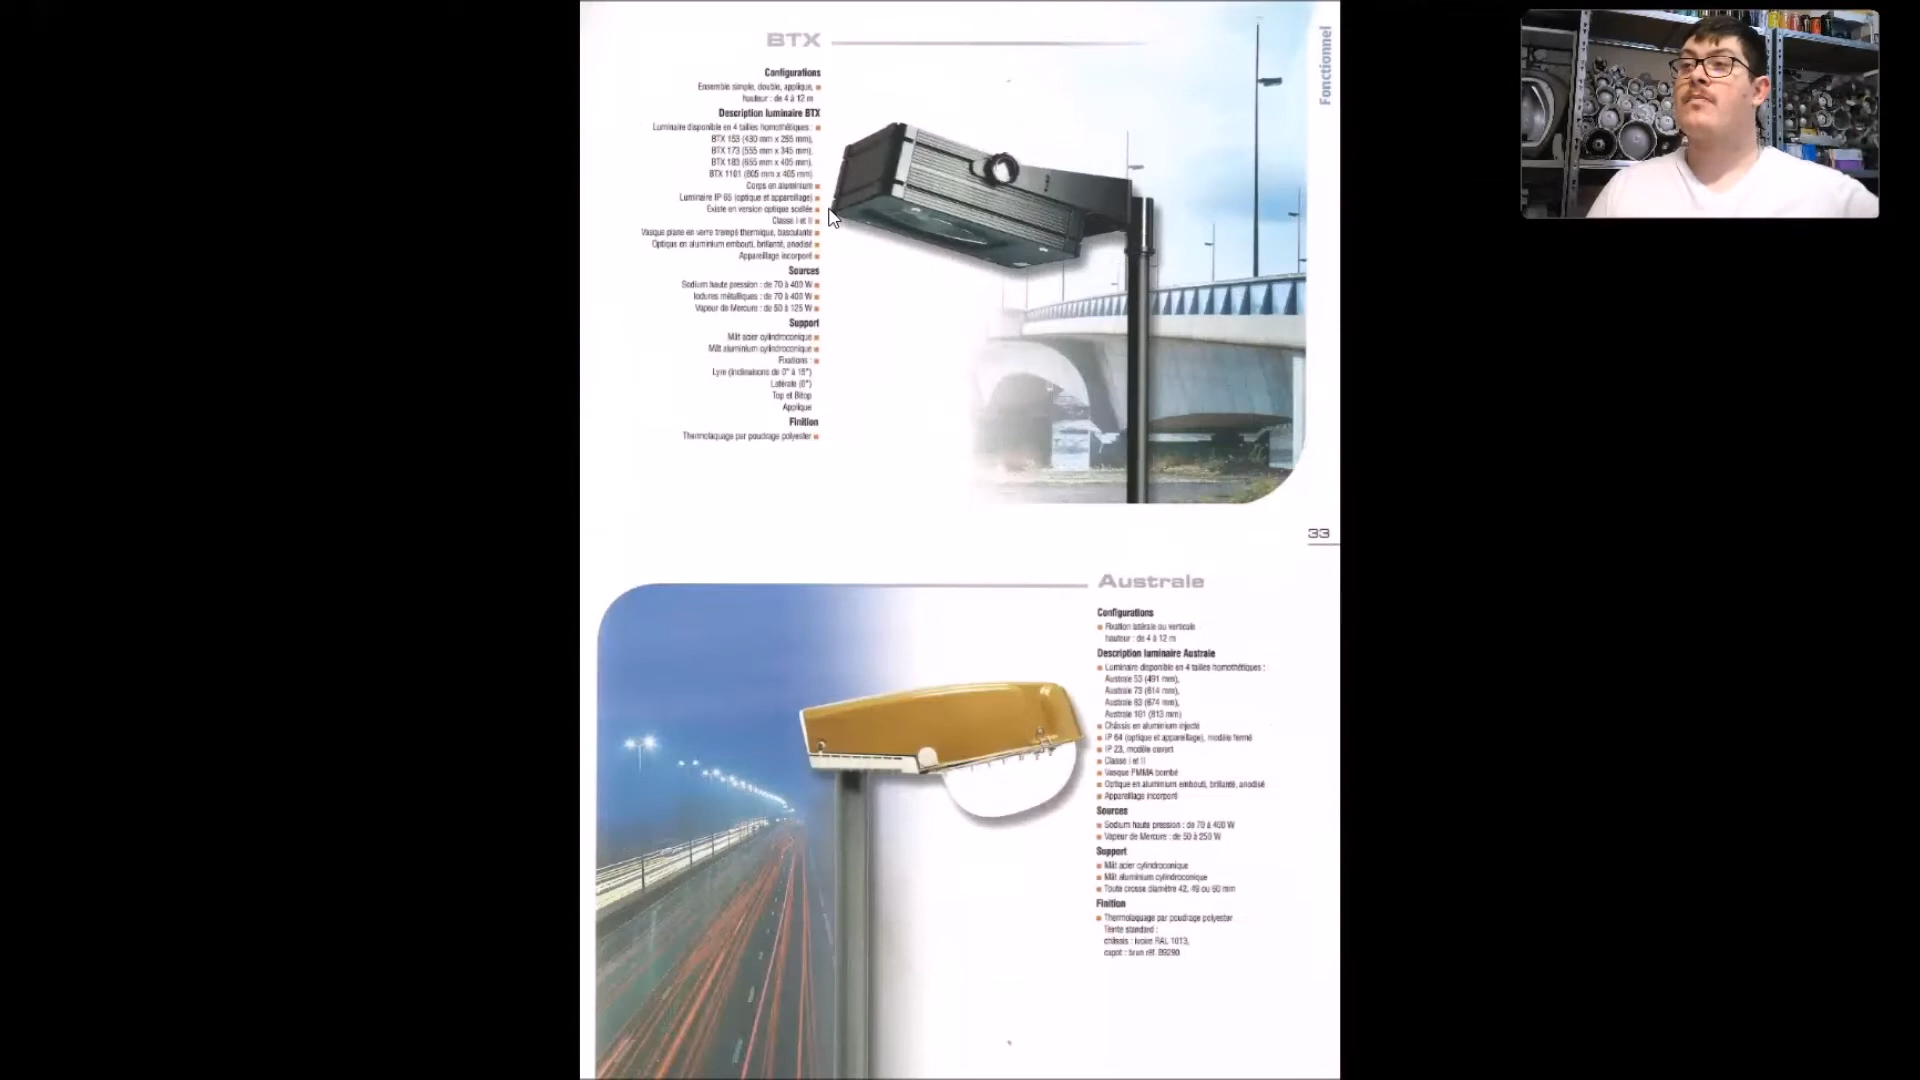 BTX
Fonctionnel
Configurations
Ensemble simple, double, applique,
hauteur : de 4 à 12 m
Description luminaire BTX
Luminaire disponible en 4 tailles homothétiques :
BTX 153 (430 mm x 265 mm),
BTX 173 (555 mm x 345 mm),
BTX 183 (655 mm x 405 mm),
BTX 1101 (805 mm x 405 mm)
Corps en aluminium
Luminaire IP 65 (optique et appareillage)
Existe en version optique scellée
Classe I et II
Vasque plane en verre trempé thermique, basculante
Optique en aluminium embouti, brillanté, anodisé
Appareillage incorporé
Sources
Sodium haute pression : de 70 à 400 W
Iodures métalliques : de 70 à 400 W
Vapeur de Mercure : de 50 à 125 W
Support
Mât acier cylindroconique
Mât aluminium cylindroconique
Fixations :
Lyre (inclinaisons de 0° à 15°)
Latérale (0°)
Top et Bitop
Applique
Finition
Thermolaquage par poudrage polyester
33
Australe
Configurations
Fixation latérale ou verticale
hauteur : de 4 à 12 m
Description luminaire Australe
Luminaire disponible en 4 tailles homothétiques :
Australe 53 (491 mm),
Australe 73 (614 mm),
Australe 83 (674 mm),
Australe 101 (813 mm)
Châssis en aluminium injecté
IP 64 (optique et appareillage), modèle fermé
IP 23, modèle ouvert
Classe I et II
Vasque PMMA bombé
Optique en aluminium embouti, brillanté, anodisé
Appareillage incorporé
Sources
Sodium haute pression : de 70 à 400 W
Vapeur de Mercure : de 50 à 250 W
Support
Mât acier cylindroconique
Mât aluminium cylindroconique
Toute crosse diamètre 42, 49 ou 60 mm
Finition
Thermolaquage par poudrage polyester
Teinte standard :
châssis : ivoire RAL 1013,
capot : brun réf. 89290